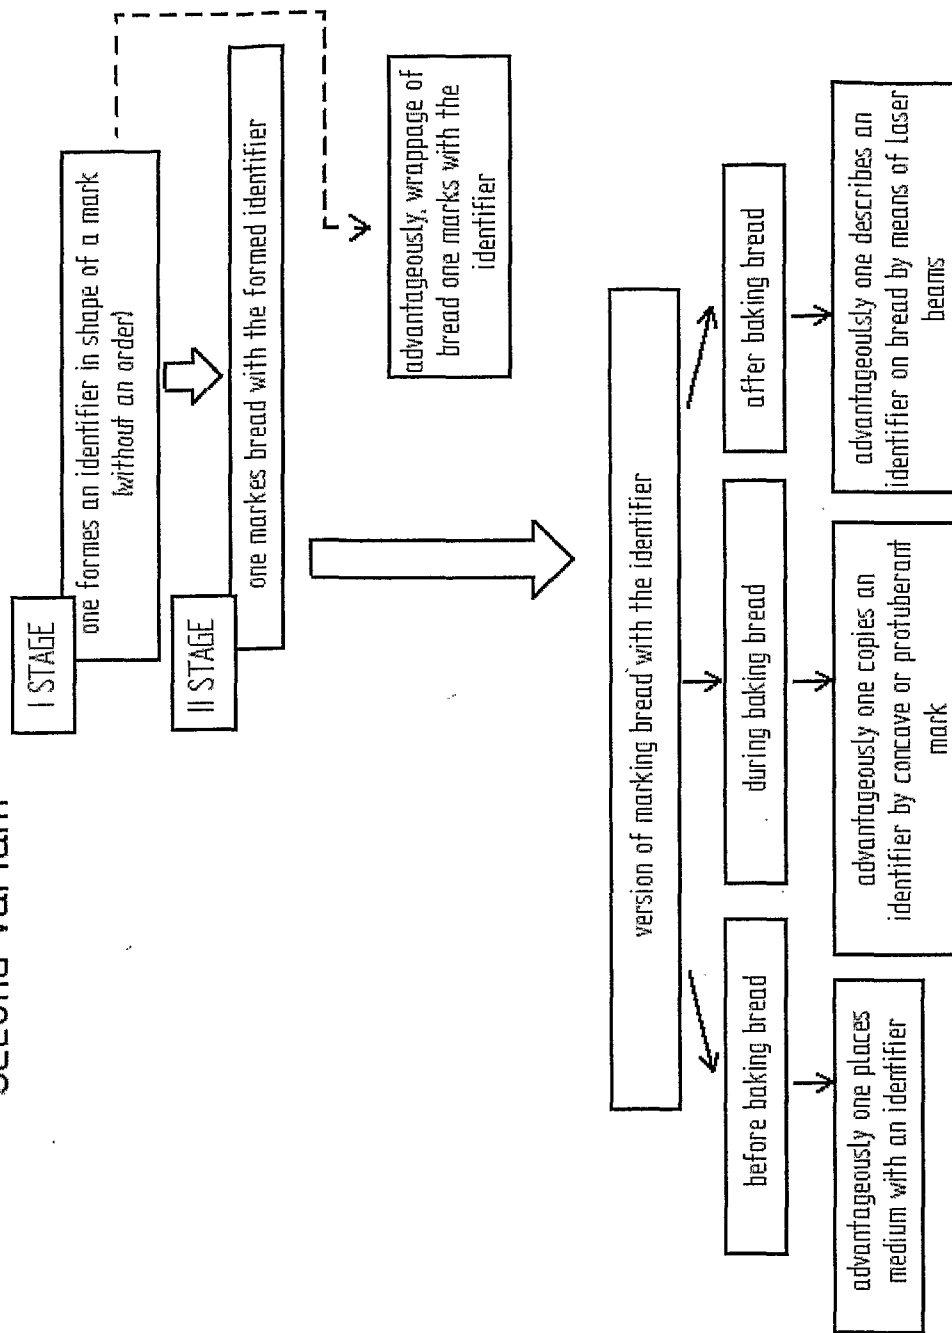 Second variant
I STAGE
one formes an identifier in shape of a mark
(without an order)
II STAGE
one markes bread with the formed identifier
advantageously, wrappage of
bread one marks with the
identifier
version of marking bread with the identifier
before baking bread
during baking bread
after baking bread
advantageously one places
medium with an identifier
advantageously one copies an
identifier by concave or protuberant
mark
advantageoulsy one describes an
identifier on bread by means of laser
beams